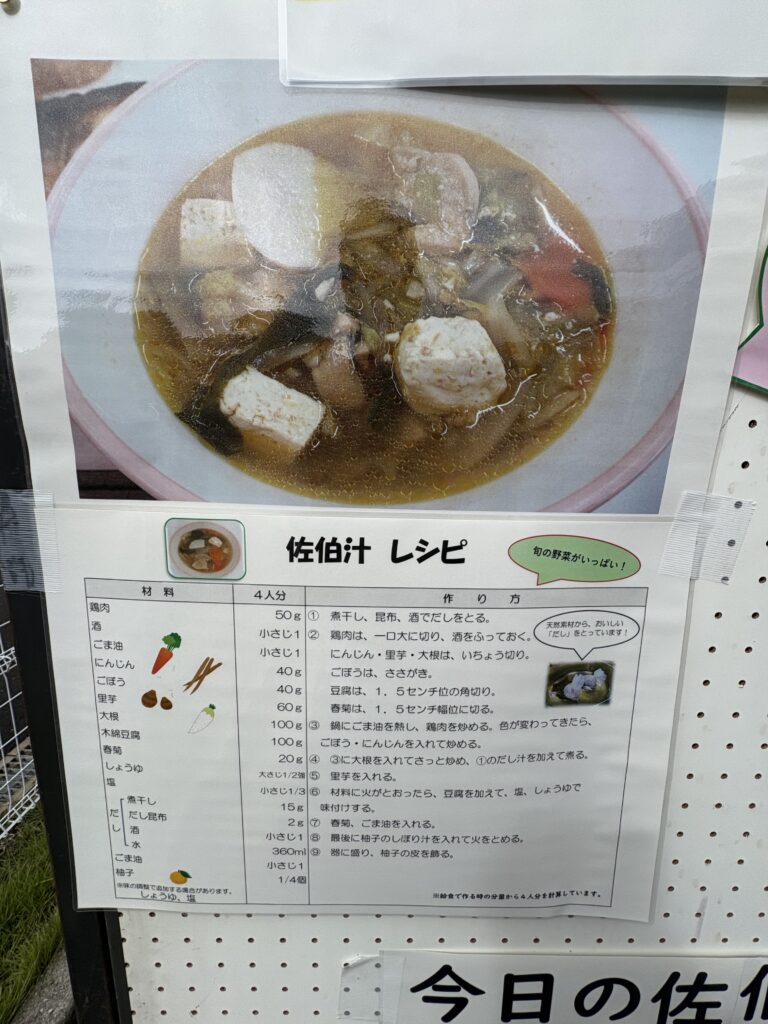 佐伯汁 レシピ
旬の野菜がいっぱい！
材 料 4人分 作 り 方
鶏肉 50g
酒 小さじ1
ごま油 小さじ1
にんじん 40g
ごぼう 40g
里芋 60g
大根 100g
木綿豆腐 100g
春菊 20g
しょうゆ 大さじ1/2強
塩 小さじ1/3
だし
煮干し 15g
だし昆布 2g
酒 小さじ1
水 360ml
ごま油 小さじ1
柚子 1/4個
※味の調整で追加する場合があります。
しょうゆ、塩
① 煮干し、昆布、酒でだしをとる。
② 鶏肉は、一口大に切り、酒をふっておく。
にんじん・里芋・大根は、いちょう切り。
ごぼうは、ささがき。
豆腐は、1．5センチ位の角切り。
春菊は、1．5センチ幅位に切る。
③ 鍋にごま油を熱し、鶏肉を炒める。色が変わってきたら、
ごぼう・にんじんを入れて炒める。
④ ③に大根を入れてさっと炒め、①のだし汁を加えて煮る。
⑤ 里芋を入れる。
⑥ 材料に火がとおったら、豆腐を加えて、塩、しょうゆで
味付けする。
⑦ 春菊、ごま油を入れる。
⑧ 最後に柚子のしぼり汁を入れて火をとめる。
⑨ 器に盛り、柚子の皮を飾る。
天然素材から、おいしい
「だし」をとっています！
※給食で作る時の分量から4人分を計算しています。
今日の佐伯